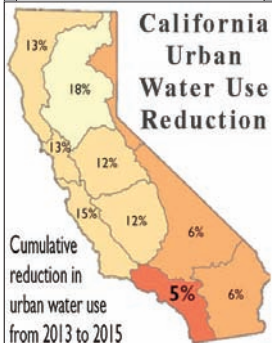 California
Urban
Water Use
Reduction
13%
18%
13%
12%
15%
12%
6%
5%
6%
Cumulative
reduction in
urban water use
from 2013 to 2015